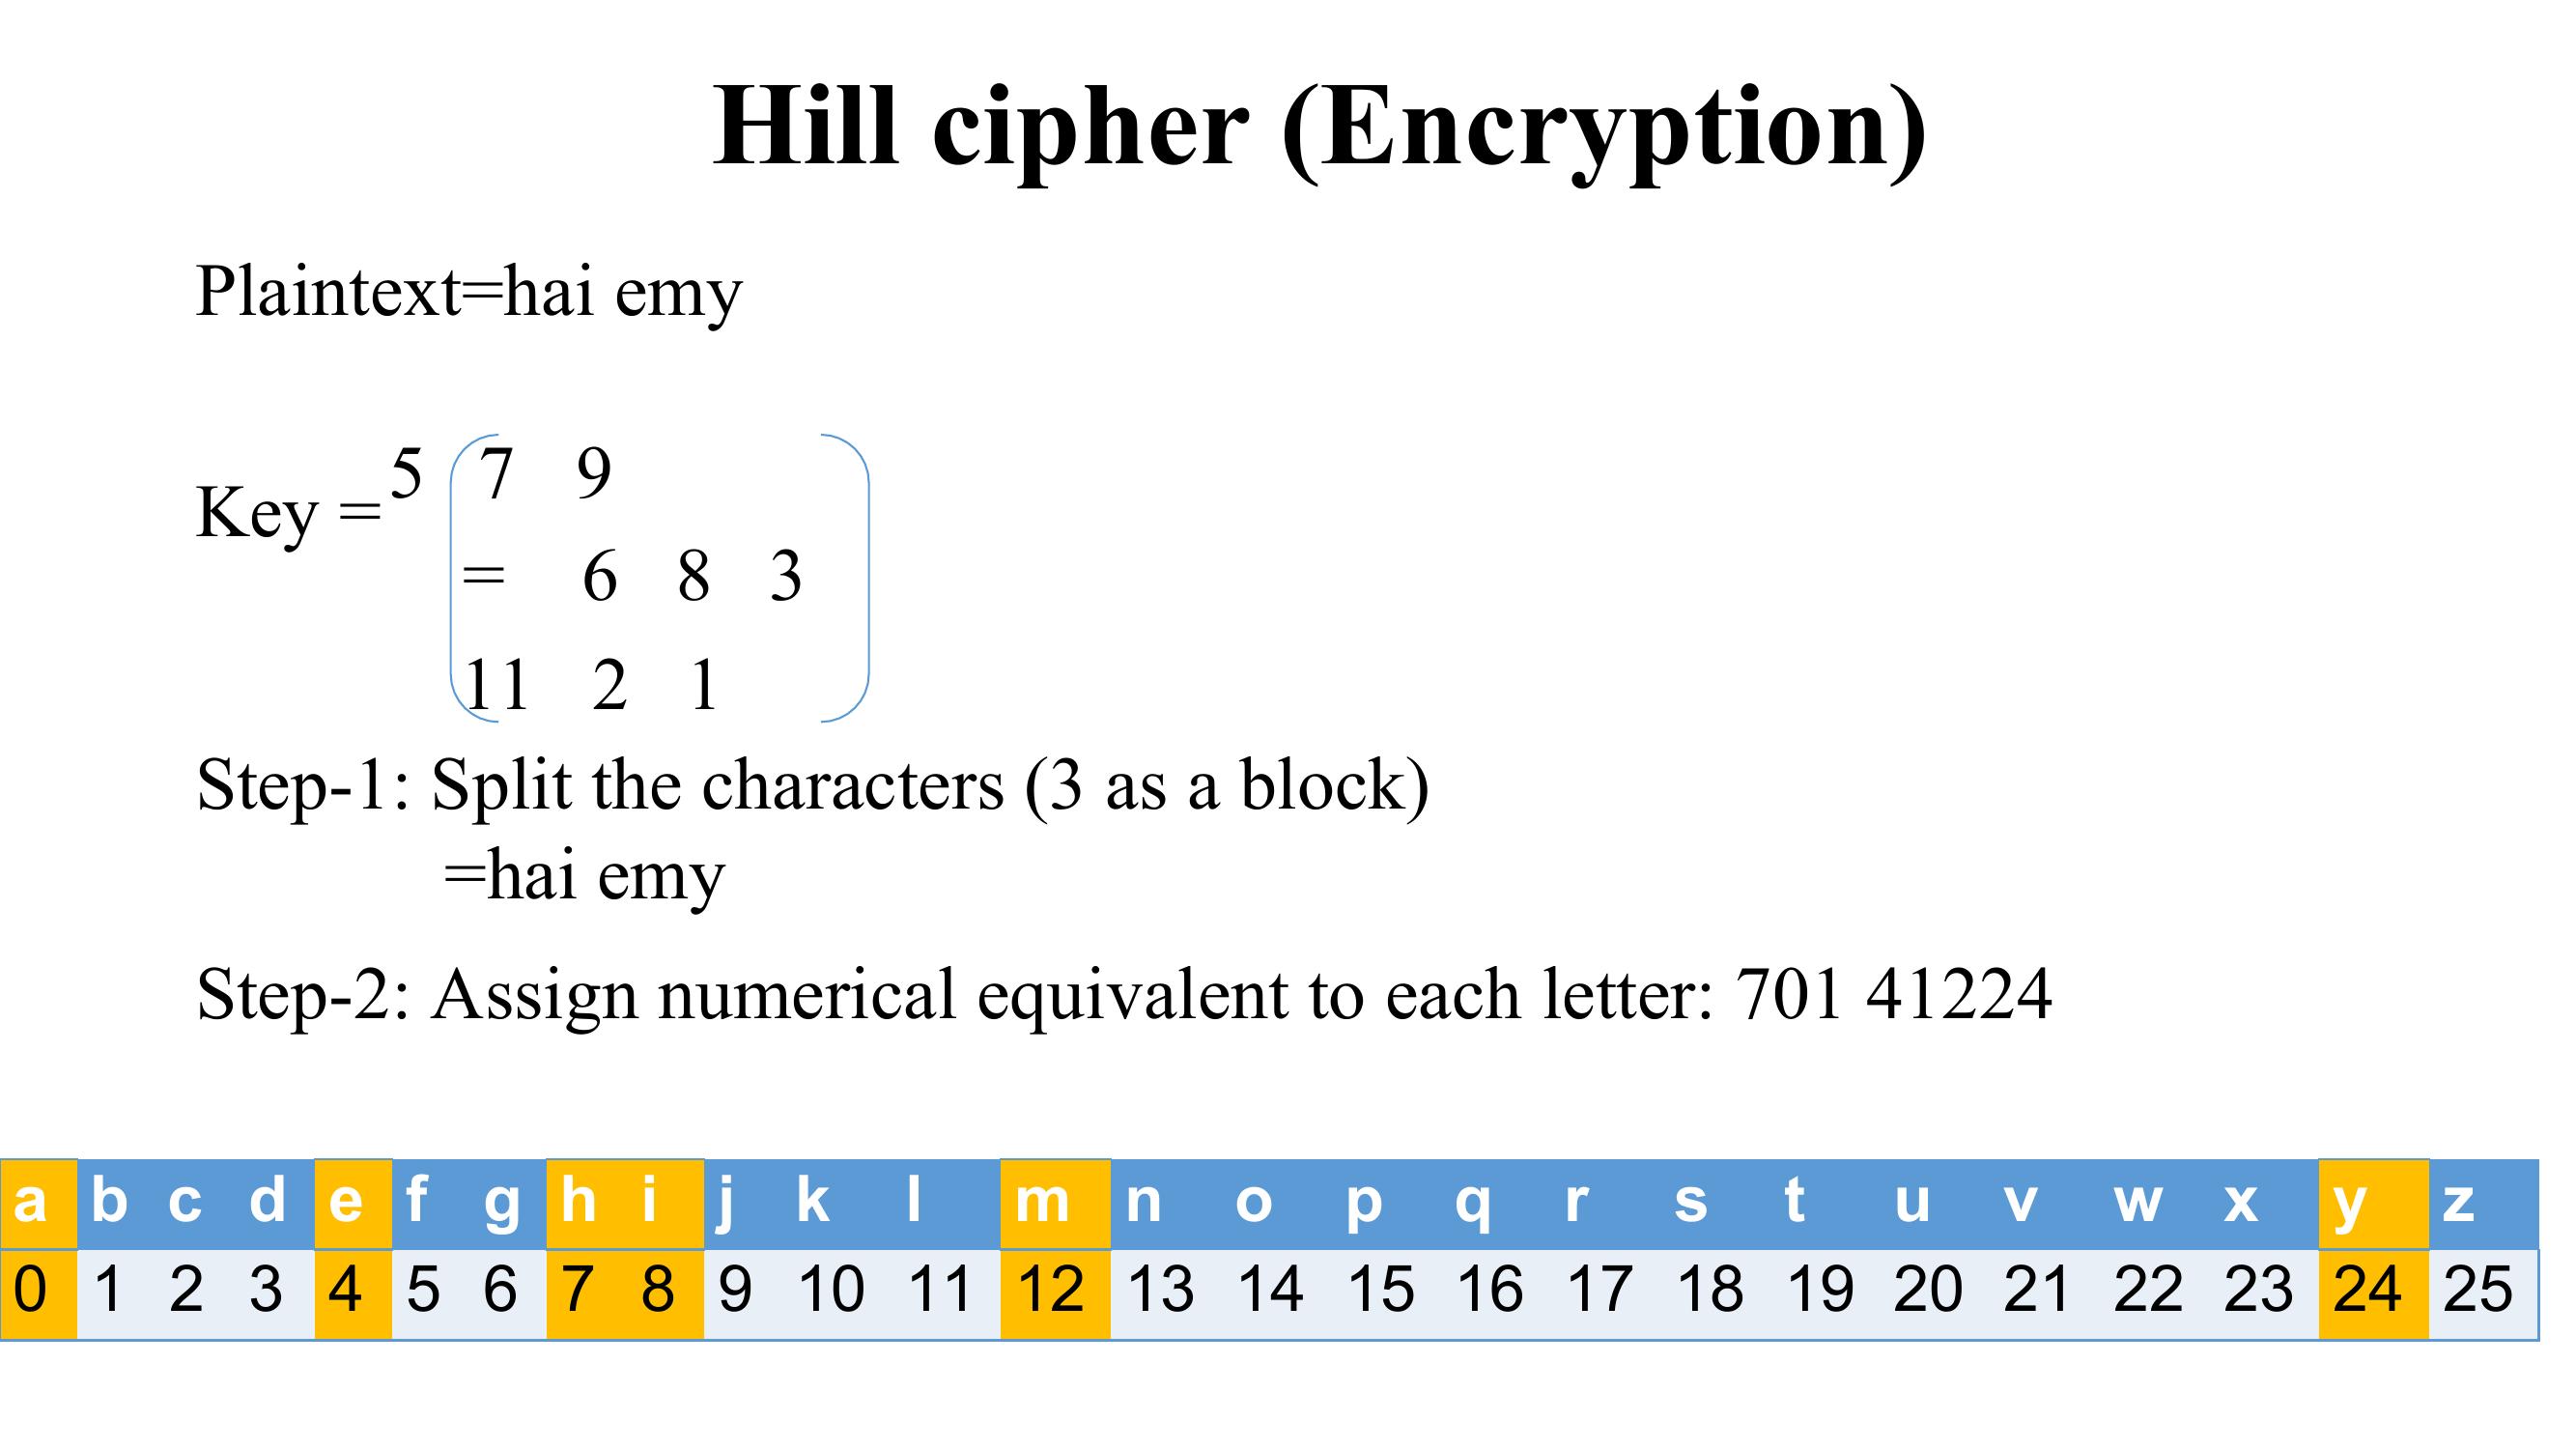 Hill cipher (Encryption)
Plaintext=hai emy
Key = 5 7 9
= 6 8 3
11 2 1
Step-1: Split the characters (3 as a block)
=hai emy
Step-2: Assign numerical equivalent to each letter: 701 41224
a b c d e f g h i j k l m n o p q r s t u v w x y z
0 1 2 3 4 5 6 7 8 9 10 11 12 13 14 15 16 17 18 19 20 21 22 23 24 25